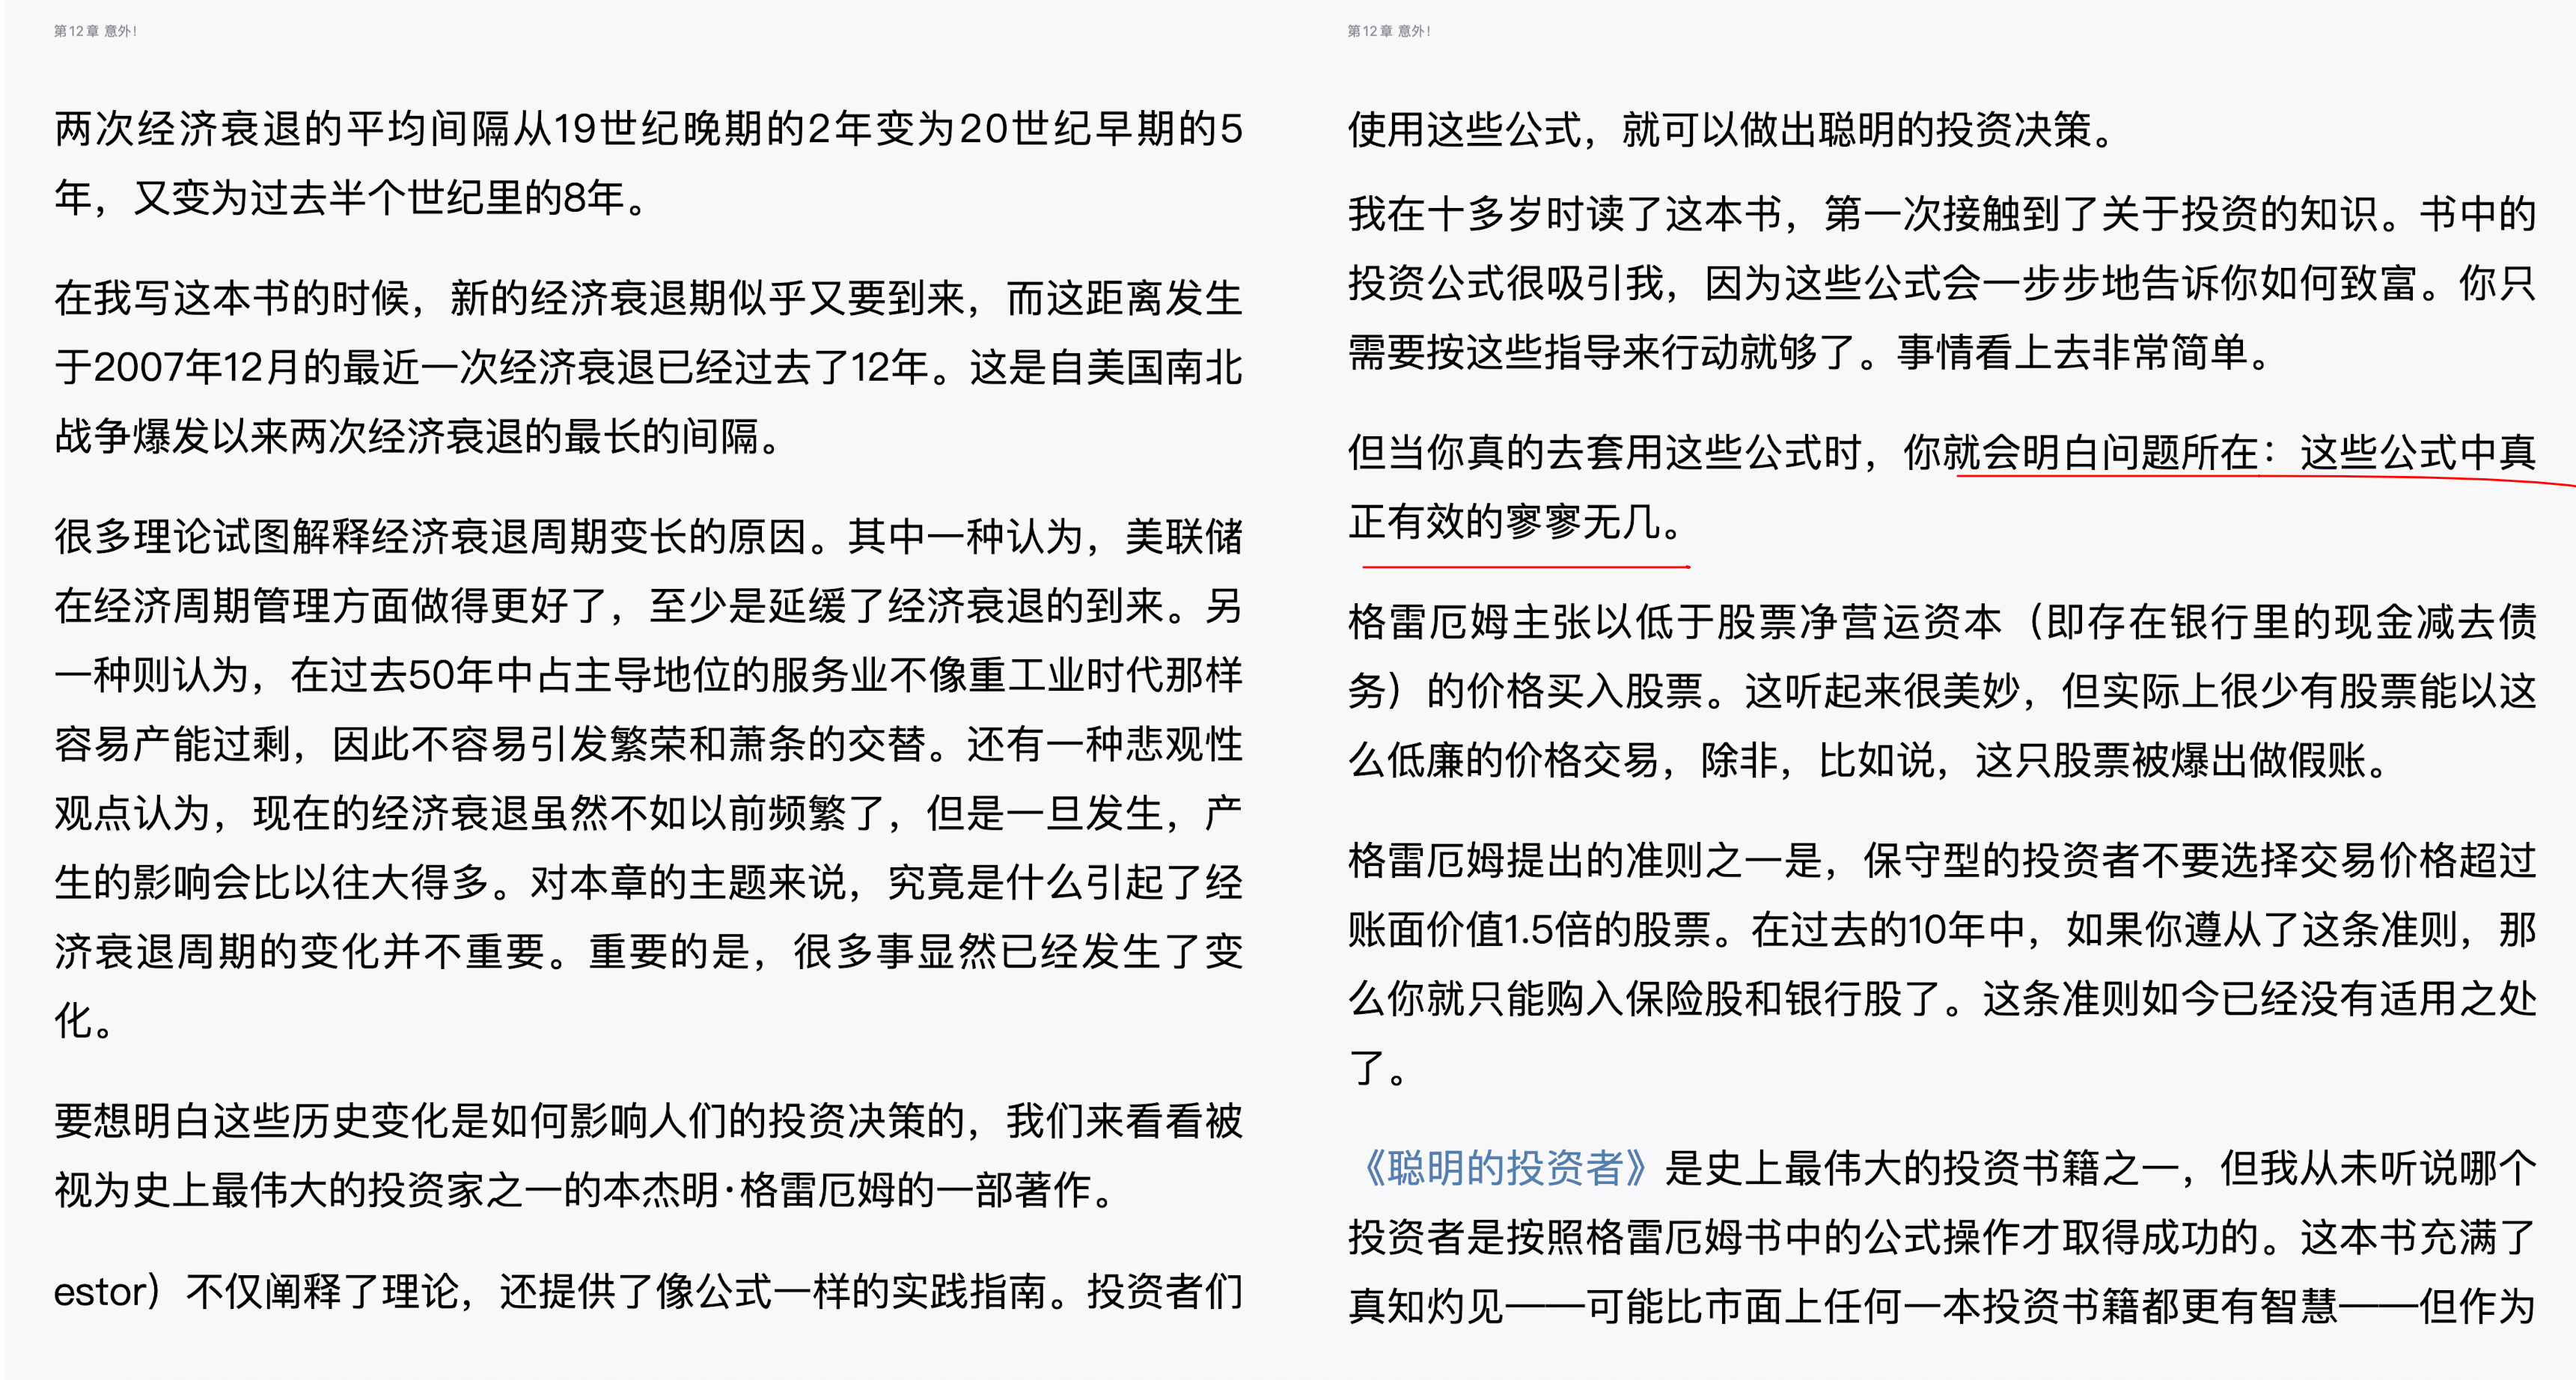 第12章 意外！
两次经济衰退的平均间隔从19世纪晚期的2年变为20世纪早期的5
年，又变为过去半个世纪里的8年。
在我写这本书的时候，新的经济衰退期似乎又要到来，而这距离发生
于2007年12月的最近一次经济衰退已经过去了12年。这是自美国南北
战争爆发以来两次经济衰退的最长的间隔。
很多理论试图解释经济衰退周期变长的原因。其中一种认为，美联储
在经济周期管理方面做得更好了，至少是延缓了经济衰退的到来。另
一种则认为，在过去50年中占主导地位的服务业不像重工业时代那样
容易产能过剩，因此不容易引发繁荣和萧条的交替。还有一种悲观性
观点认为，现在的经济衰退虽然不如以前频繁了，但是一旦发生，产
生的影响会比以往大得多。对本章的主题来说，究竟是什么引起了经
济衰退周期的变化并不重要。重要的是，很多事显然已经发生了变
化。
要想明白这些历史变化是如何影响人们的投资决策的，我们来看看被
视为史上最伟大的投资家之一的本杰明·格雷厄姆的一部著作。
estor）不仅阐释了理论，还提供了像公式一样的实践指南。投资者们
第12章 意外！
使用这些公式，就可以做出聪明的投资决策。
我在十多岁时读了这本书，第一次接触到了关于投资的知识。书中的
投资公式很吸引我，因为这些公式会一步步地告诉你如何致富。你只
需要按这些指导来行动就够了。事情看上去非常简单。
但当你真的去套用这些公式时，你就会明白问题所在：这些公式中真
正有效的寥寥无几。
格雷厄姆主张以低于股票净营运资本（即存在银行里的现金减去债
务）的价格买入股票。这听起来很美妙，但实际上很少有股票能以这
么低廉的价格交易，除非，比如说，这只股票被爆出做假账。
格雷厄姆提出的准则之一是，保守型的投资者不要选择交易价格超过
账面价值1.5倍的股票。在过去的10年中，如果你遵从了这条准则，那
么你就只能购入保险股和银行股了。这条准则如今已经没有适用之处
了。
《聪明的投资者》是史上最伟大的投资书籍之一，但我从未听说哪个
投资者是按照格雷厄姆书中的公式操作才取得成功的。这本书充满了
真知灼见——可能比市面上任何一本投资书籍都更有智慧——但作为